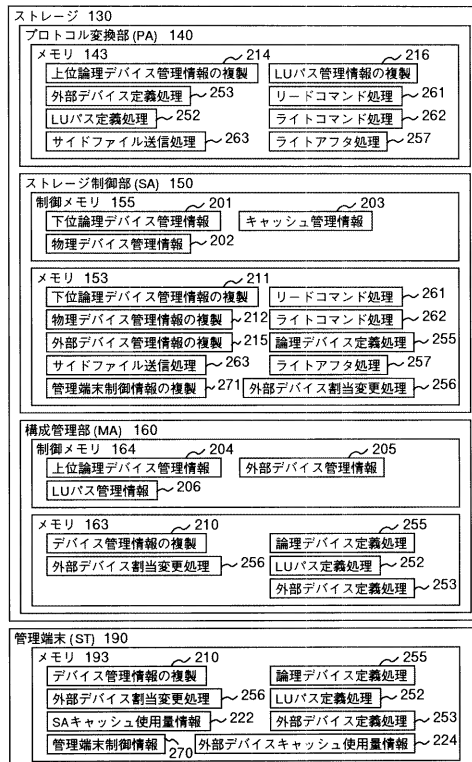 ストレージ 130
プロトコル変換部(PA) 140
メモリ 143
214
216
上位論理デバイス管理情報の複製
LUパス管理情報の複製
外部デバイス定義処理 253
リードコマンド処理 261
LUパス定義処理 252
ライトコマンド処理 262
サイドファイル送信処理 263
ライトアフタ処理 257
ストレージ制御部(SA) 150
制御メモリ 155
201
203
下位論理デバイス管理情報
キャッシュ管理情報
物理デバイス管理情報 202
メモリ 153
211
下位論理デバイス管理情報の複製
リードコマンド処理 261
物理デバイス管理情報の複製 212
ライトコマンド処理 262
外部デバイス管理情報の複製 215
論理デバイス定義処理 255
サイドファイル送信処理 263
ライトアフタ処理 257
管理端末制御情報の複製 271
外部デバイス割当変更処理 256
構成管理部(MA) 160
制御メモリ 164
204
205
上位論理デバイス管理情報
外部デバイス管理情報
LUパス管理情報 206
メモリ 163
210
255
デバイス管理情報の複製
論理デバイス定義処理
外部デバイス割当変更処理 256
LUパス定義処理 252
外部デバイス定義処理 253
管理端末(ST) 190
メモリ 193
210
255
デバイス管理情報の複製
論理デバイス定義処理
外部デバイス割当変更処理 256
LUパス定義処理 252
SAキャッシュ使用量情報 222
外部デバイス定義処理 253
管理端末制御情報 270
外部デバイスキャッシュ使用量情報 224